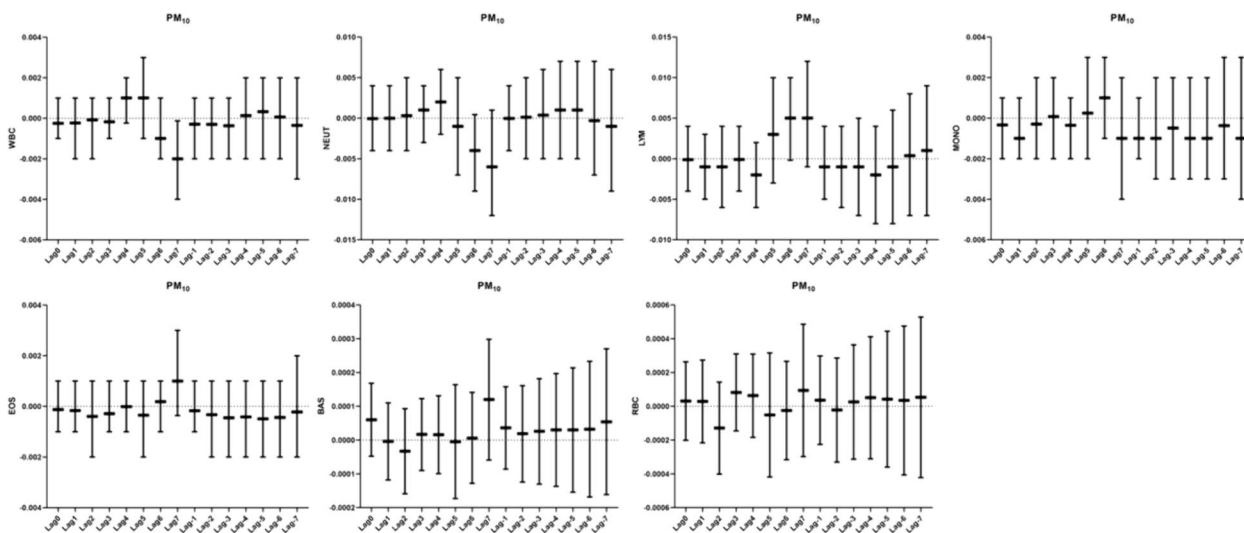 PM10
WBC
0.004
0.002
0.000
-0.002
-0.004
-0.006
Lag0 Lag1 Lag2 Lag3 Lag4 Lag5 Lag6 Lag7 Lag-1 Lag-2 Lag-3 Lag-4 Lag-5 Lag-6 Lag-7
PM10
NEUT
0.010
0.005
0.000
-0.005
-0.010
-0.015
Lag0 Lag1 Lag2 Lag3 Lag4 Lag5 Lag6 Lag7 Lag-1 Lag-2 Lag-3 Lag-4 Lag-5 Lag-6 Lag-7
PM10
LYM
0.015
0.010
0.005
0.000
-0.005
-0.010
Lag0 Lag1 Lag2 Lag3 Lag4 Lag5 Lag6 Lag7 Lag-1 Lag-2 Lag-3 Lag-4 Lag-5 Lag-6 Lag-7
PM10
MONO
0.004
0.002
0.000
-0.002
-0.004
-0.006
Lag0 Lag1 Lag2 Lag3 Lag4 Lag5 Lag6 Lag7 Lag-1 Lag-2 Lag-3 Lag-4 Lag-5 Lag-6 Lag-7
PM10
EOS
0.004
0.002
0.000
-0.002
-0.004
Lag0 Lag1 Lag2 Lag3 Lag4 Lag5 Lag6 Lag7 Lag-1 Lag-2 Lag-3 Lag-4 Lag-5 Lag-6 Lag-7
PM10
BAS
0.0004
0.0003
0.0002
0.0001
0.0000
-0.0001
-0.0002
Lag0 Lag1 Lag2 Lag3 Lag4 Lag5 Lag6 Lag7 Lag-1 Lag-2 Lag-3 Lag-4 Lag-5 Lag-6 Lag-7
PM10
RBC
0.0006
0.0004
0.0002
0.0000
-0.0002
-0.0004
-0.0006
Lag0 Lag1 Lag2 Lag3 Lag4 Lag5 Lag6 Lag7 Lag-1 Lag-2 Lag-3 Lag-4 Lag-5 Lag-6 Lag-7